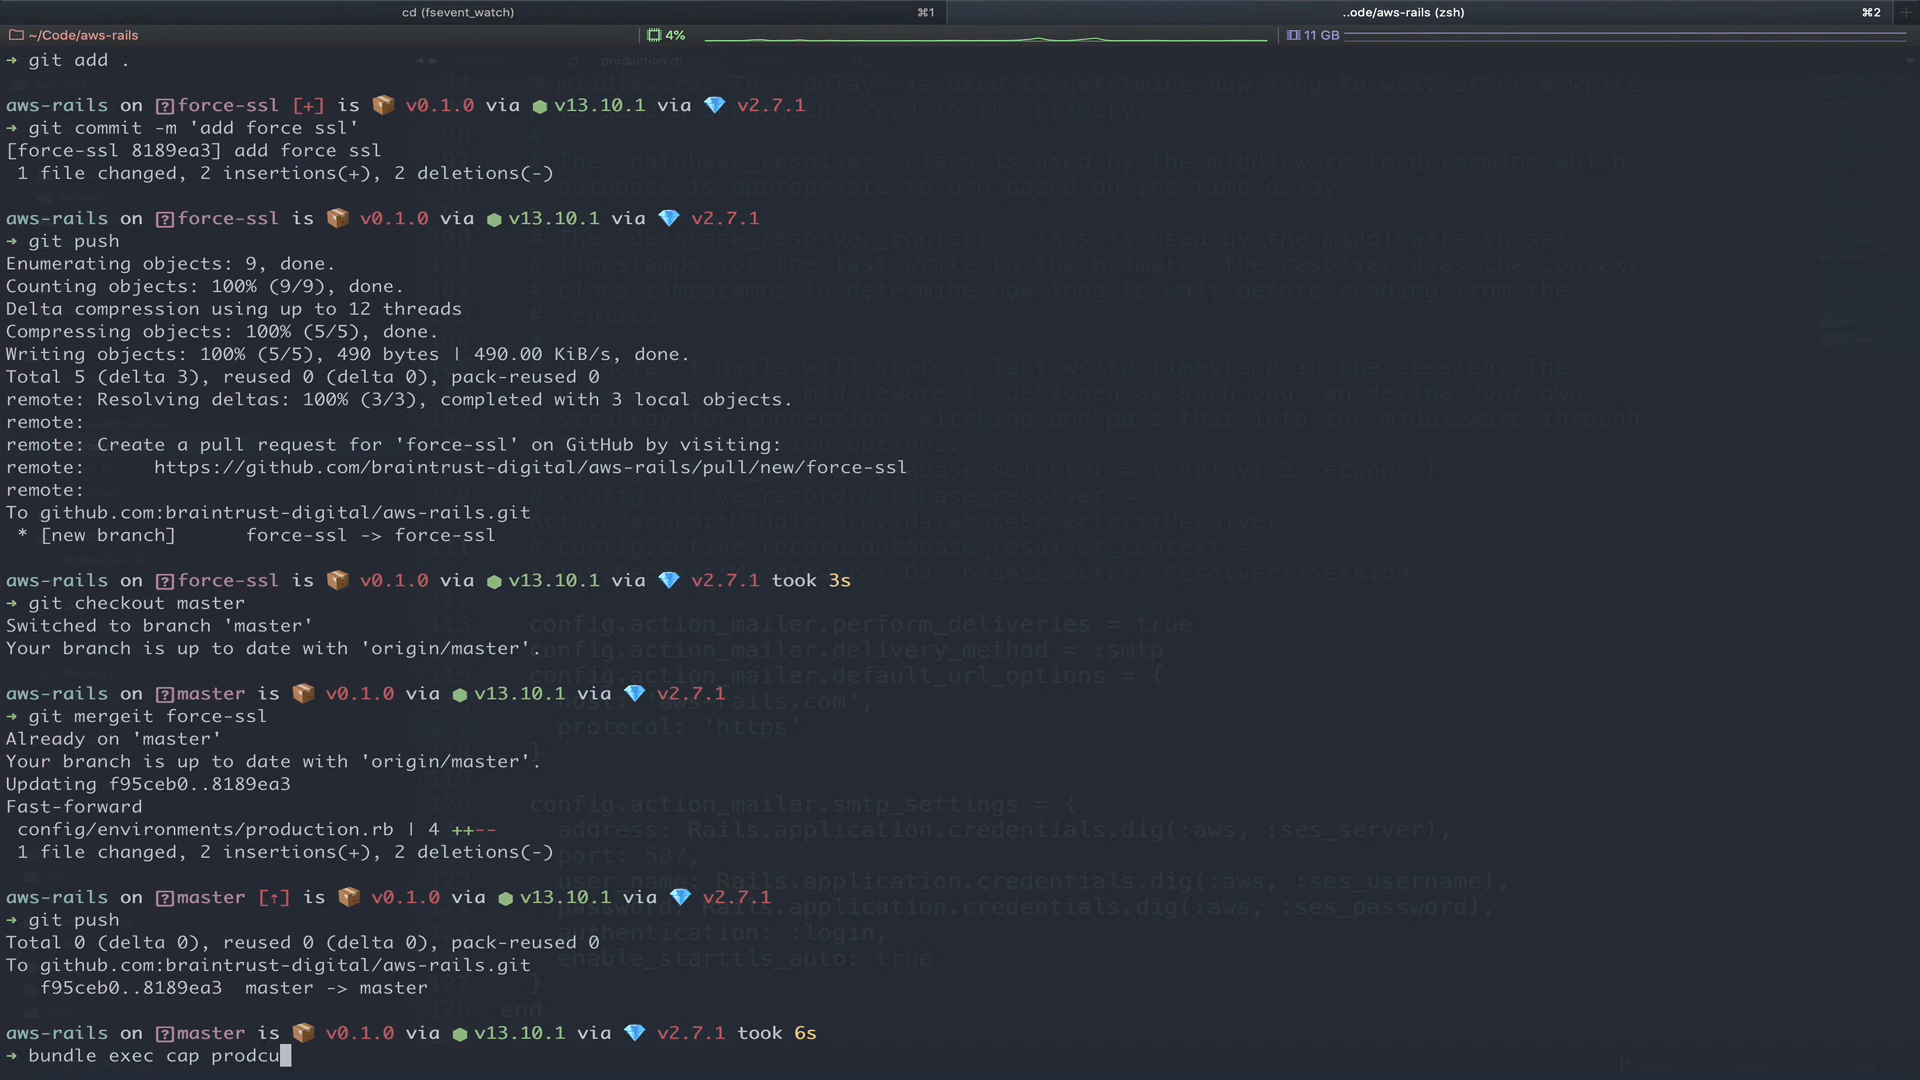 cd (fsevent_watch) ⌘1 ..ode/aws-rails (zsh) ⌘2
~/Code/aws-rails 4% 11 GB
→ git add .
aws-rails on force-ssl [+] is 📦 v0.1.0 via ⬢ v13.10.1 via 💎 v2.7.1
→ git commit -m 'add force ssl'
[force-ssl 8189ea3] add force ssl
1 file changed, 2 insertions(+), 2 deletions(-)
aws-rails on force-ssl is 📦 v0.1.0 via ⬢ v13.10.1 via 💎 v2.7.1
→ git push
Enumerating objects: 9, done.
Counting objects: 100% (9/9), done.
Delta compression using up to 12 threads
Compressing objects: 100% (5/5), done.
Writing objects: 100% (5/5), 490 bytes | 490.00 KiB/s, done.
Total 5 (delta 3), reused 0 (delta 0), pack-reused 0
remote: Resolving deltas: 100% (3/3), completed with 3 local objects.
remote:
remote: Create a pull request for 'force-ssl' on GitHub by visiting:
remote: https://github.com/braintrust-digital/aws-rails/pull/new/force-ssl
remote:
To github.com:braintrust-digital/aws-rails.git
* [new branch] force-ssl -> force-ssl
aws-rails on force-ssl is 📦 v0.1.0 via ⬢ v13.10.1 via 💎 v2.7.1 took 3s
→ git checkout master
Switched to branch 'master'
Your branch is up to date with 'origin/master'.
aws-rails on master is 📦 v0.1.0 via ⬢ v13.10.1 via 💎 v2.7.1
→ git mergeit force-ssl
Already on 'master'
Your branch is up to date with 'origin/master'.
Updating f95ceb0..8189ea3
Fast-forward
config/environments/production.rb | 4 ++--
1 file changed, 2 insertions(+), 2 deletions(-)
aws-rails on master [⇡] is 📦 v0.1.0 via ⬢ v13.10.1 via 💎 v2.7.1
→ git push
Total 0 (delta 0), reused 0 (delta 0), pack-reused 0
To github.com:braintrust-digital/aws-rails.git
f95ceb0..8189ea3 master -> master
aws-rails on master is 📦 v0.1.0 via ⬢ v13.10.1 via 💎 v2.7.1 took 6s
→ bundle exec cap prodcu